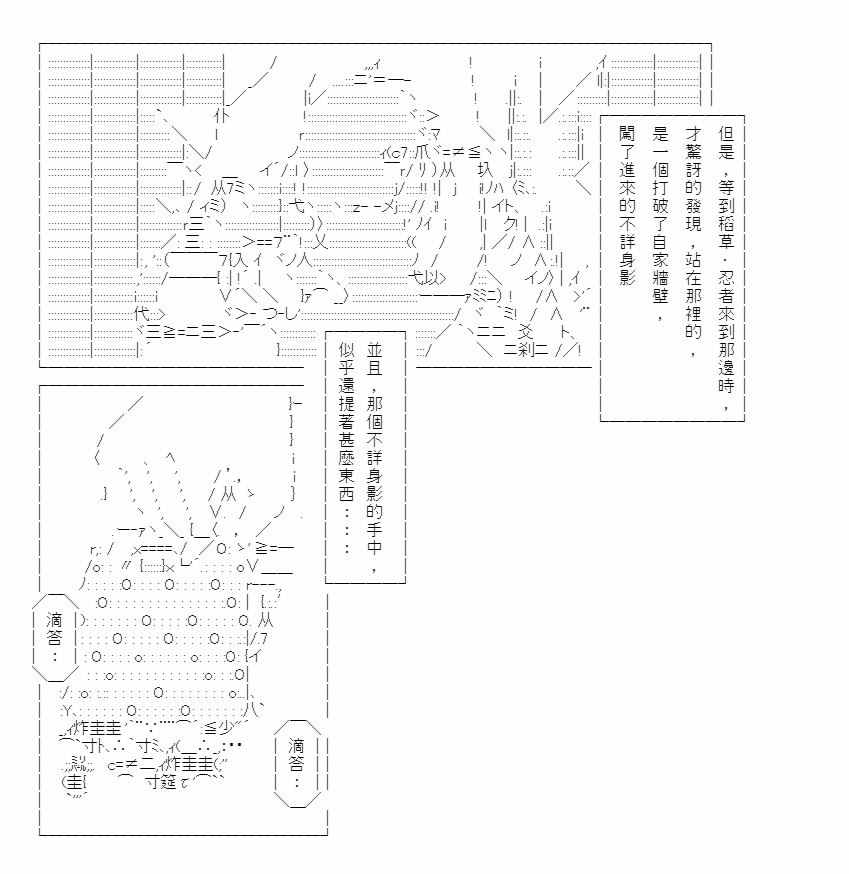 但是，等到稻草．忍者來到那邊時，
才驚訝的發現，站在那裡的，
是一個打破了自家牆壁，
闖了進來的不詳身影
並且，那個不詳身影的手中，
似乎還提著甚麼東西：：
滴答：
滴答：